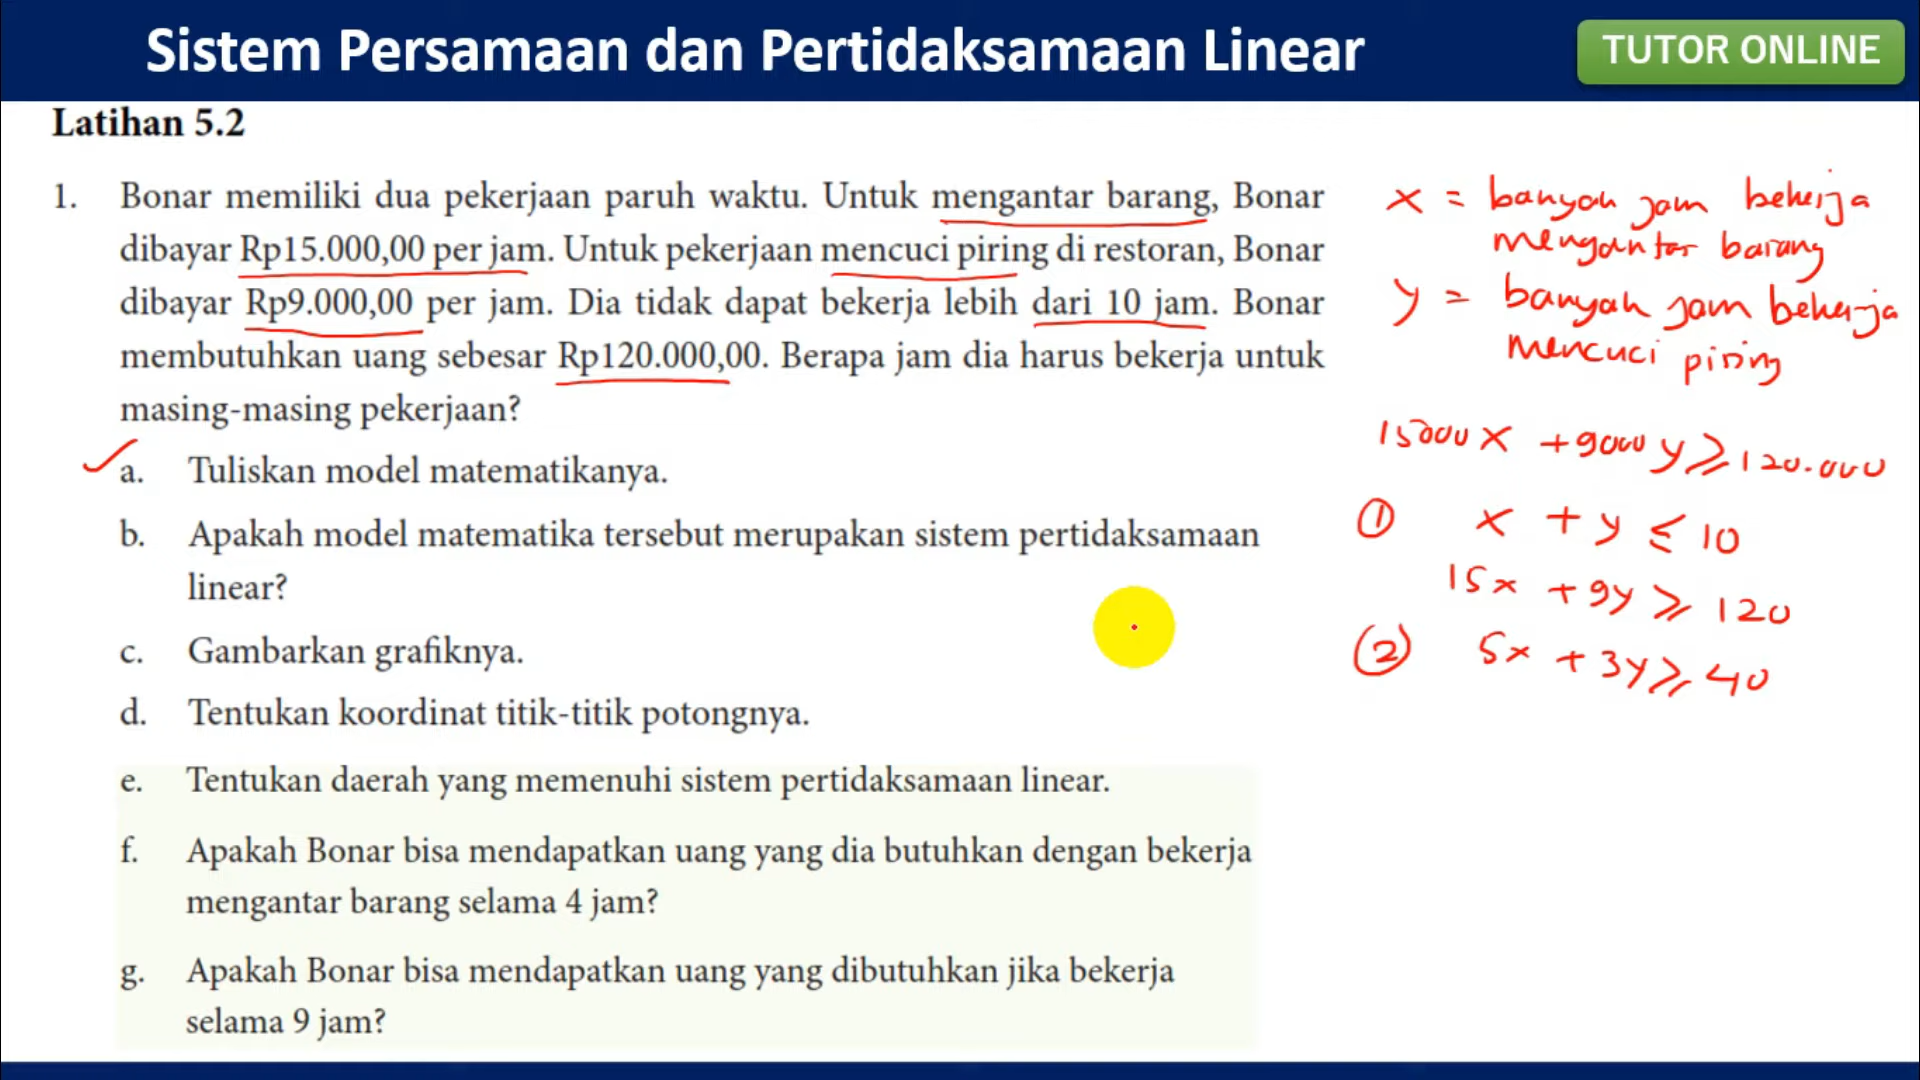 Sistem Persamaan dan Pertidaksamaan Linear
TUTOR ONLINE
Latihan 5.2
1. Bonar memiliki dua pekerjaan paruh waktu. Untuk mengantar barang, Bonar
dibayar Rp15.000,00 per jam. Untuk pekerjaan mencuci piring di restoran, Bonar
dibayar Rp9.000,00 per jam. Dia tidak dapat bekerja lebih dari 10 jam. Bonar
membutuhkan uang sebesar Rp120.000,00. Berapa jam dia harus bekerja untuk
masing-masing pekerjaan?
a. Tuliskan model matematikanya.
b. Apakah model matematika tersebut merupakan sistem pertidaksamaan
linear?
c. Gambarkan grafiknya.
d. Tentukan koordinat titik-titik potongnya.
e. Tentukan daerah yang memenuhi sistem pertidaksamaan linear.
f. Apakah Bonar bisa mendapatkan uang yang dia butuhkan dengan bekerja
mengantar barang selama 4 jam?
g. Apakah Bonar bisa mendapatkan uang yang dibutuhkan jika bekerja
selama 9 jam?
x = banyak jam bekerja
mengantar barang
y = banyak jam bekerja
mencuci piring
15000 x + 9000 y ≥ 120.000
① x + y ≤ 10
15x + 9y ≥ 120
② 5x + 3y ≥ 40